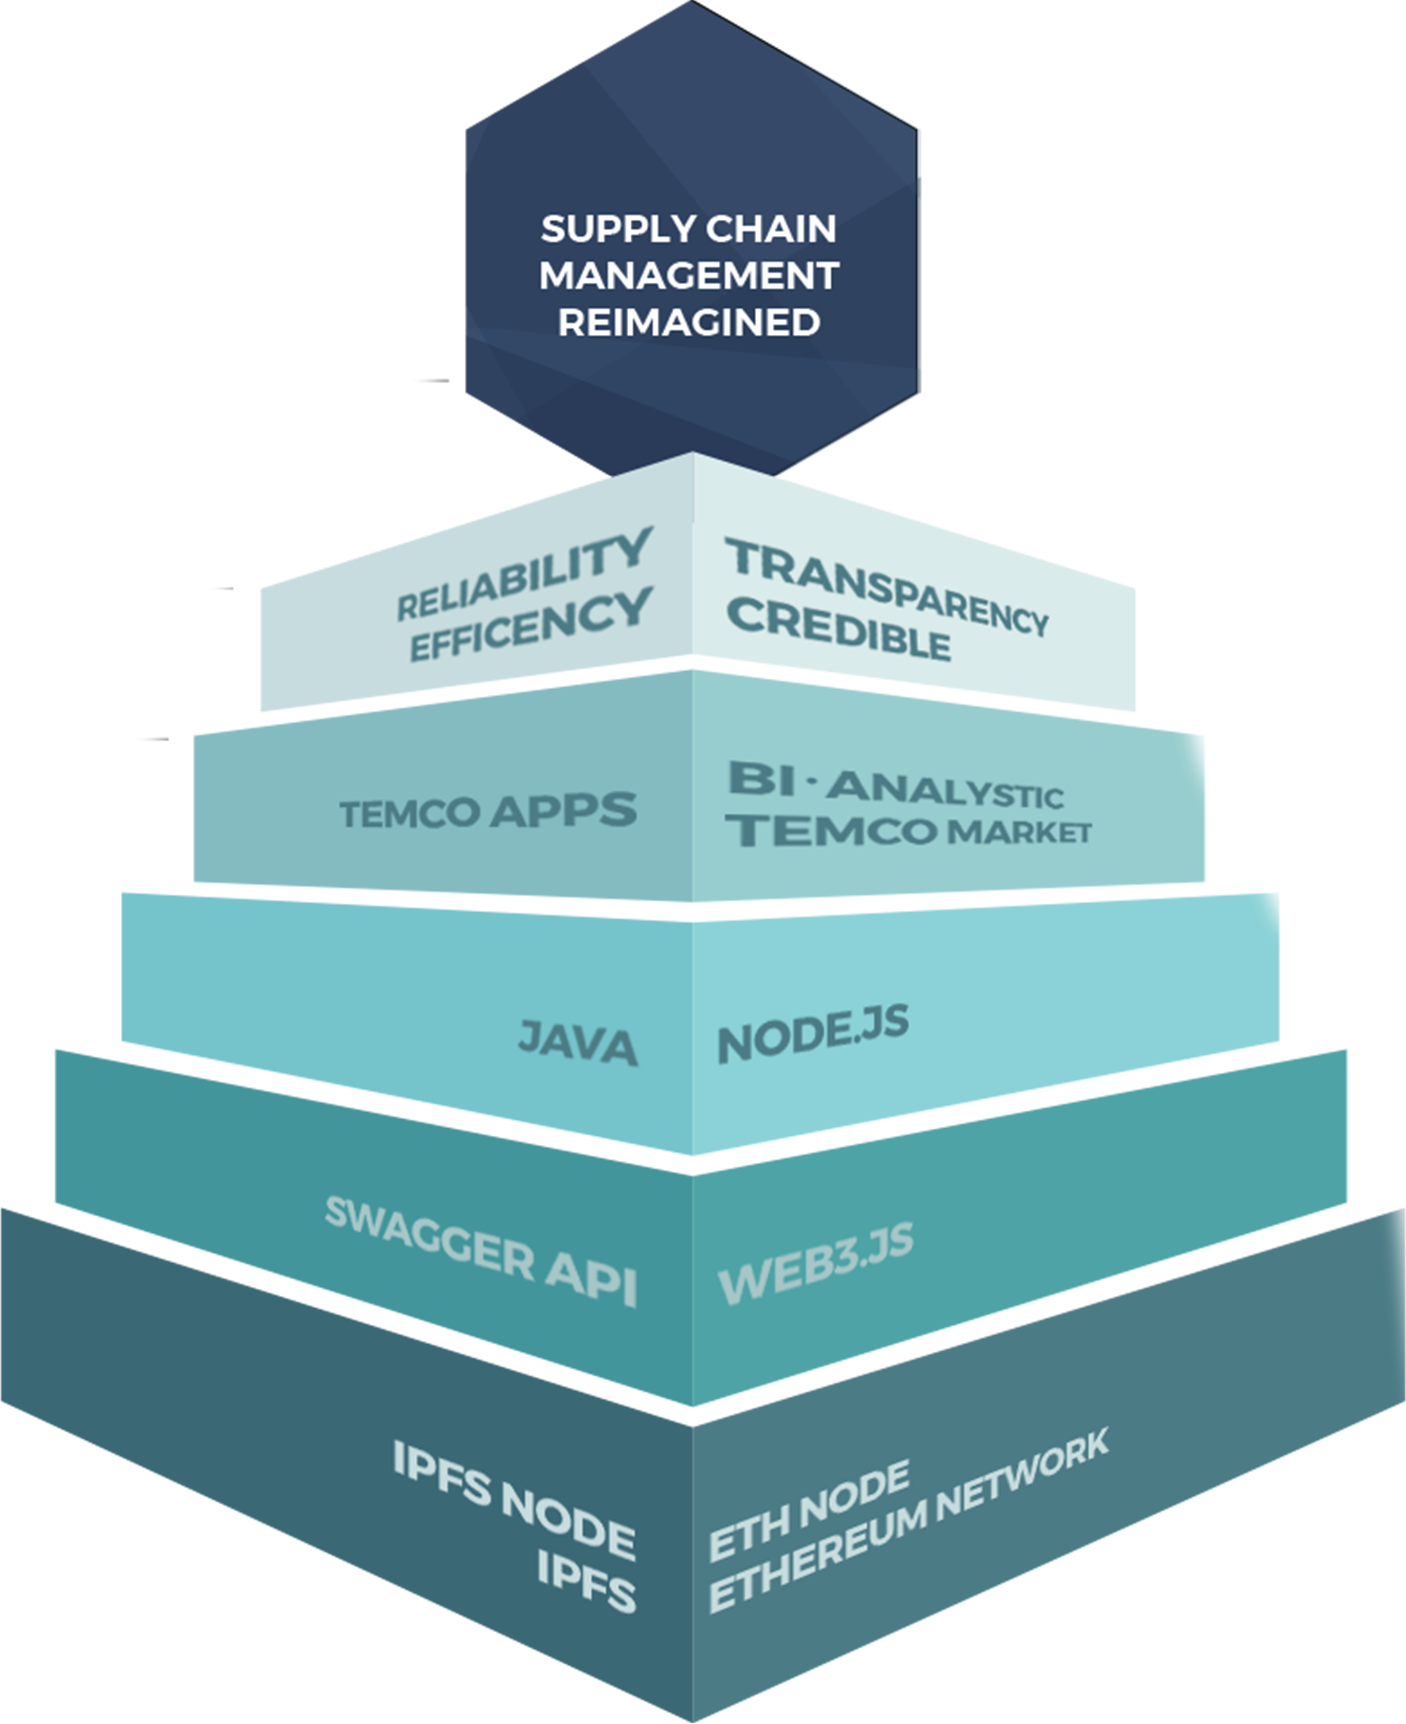 SUPPLY CHAIN
MANAGEMENT
REIMAGINED
RELIABILITY
EFFICENCY
TRANSPARENCY
CREDIBLE
TEMCO APPS
BI · ANALYSTIC
TEMCO MARKET
JAVA
NODE.JS
SWAGGER API
WEB3.JS
IPFS NODE
IPFS
ETH NODE
ETHEREUM NETWORK